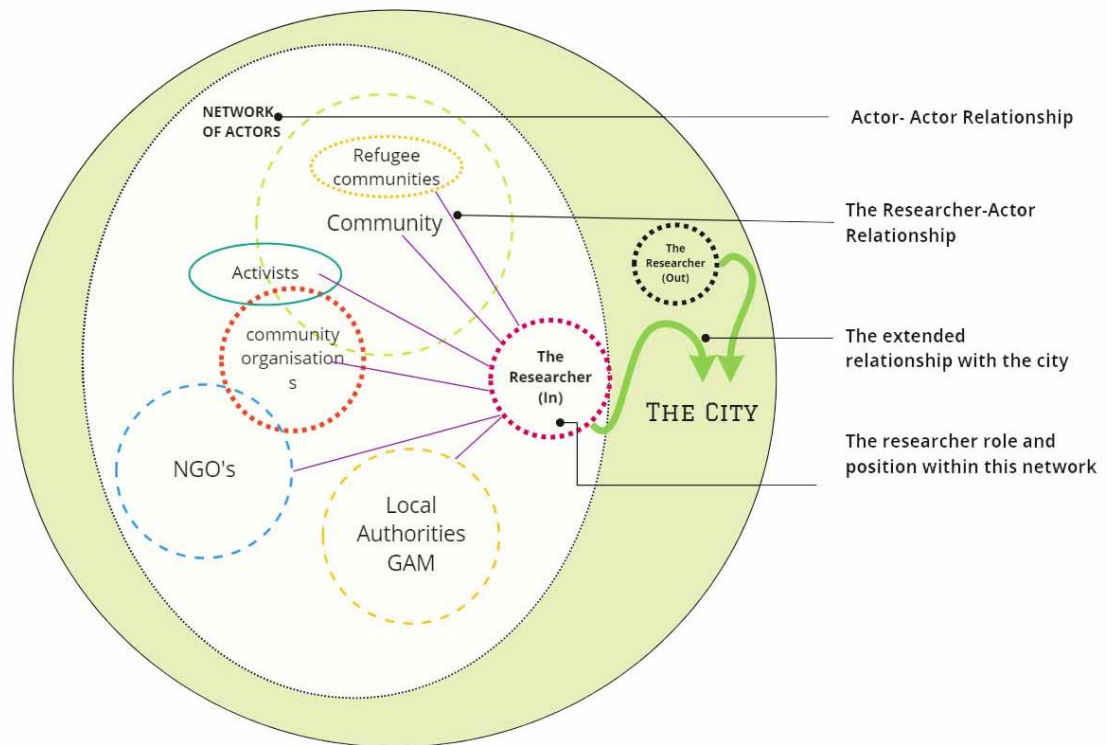 NETWORK
OF ACTORS
Refugee
communities
Community
Activists
community
organisation
s
NGO's
Local
Authorities
GAM
The
Researcher
(In)
The
Researcher
(Out)
THE CITY
Actor- Actor Relationship
The Researcher-Actor
Relationship
The extended
relationship with the city
The researcher role and
position within this network